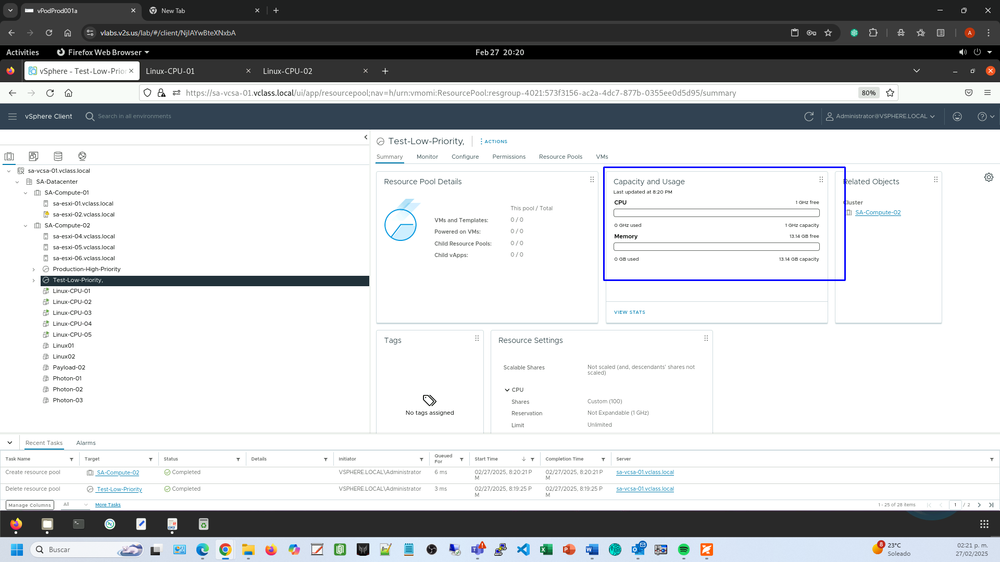 vPodProd001a
New Tab
vlabs.v2s.us/lab/#/client/NjIAYwBteXNxbA
A
Activities
Firefox Web Browser
Feb 27 20:20
vSphere - Test-Low-Prior
Linux-CPU-01
Linux-CPU-02
https://sa-vcsa-01.vclass.local/ui/app/resourcepool;nav=h/urn:vmomi:ResourcePool:resgroup-4021:573f3156-ac2a-4dc7-877b-0355ee0d5d95/summary
80%
vSphere Client
Search in all environments
Administrator@VSPHERE.LOCAL
sa-vcsa-01.vclass.local
SA-Datacenter
SA-Compute-01
sa-esxi-01.vclass.local
sa-esxi-02.vclass.local
SA-Compute-02
sa-esxi-04.vclass.local
sa-esxi-05.vclass.local
sa-esxi-06.vclass.local
Production-High-Priority
Test-Low-Priority,
Linux-CPU-01
Linux-CPU-02
Linux-CPU-03
Linux-CPU-04
Linux-CPU-05
Linux01
Linux02
Payload-02
Photon-01
Photon-02
Photon-03
Test-Low-Priority,
ACTIONS
Summary
Monitor
Configure
Permissions
Resource Pools
VMs
Resource Pool Details
This pool / Total
VMs and Templates: 0 / 0
Powered on VMs: 0 / 0
Child Resource Pools: 0 / 0
Child vApps: 0 / 0
Capacity and Usage
Last updated at 8:20 PM
CPU 1 GHz free
0 GHz used 1 GHz capacity
Memory 13.14 GB free
0 GB used 13.14 GB capacity
VIEW STATS
Related Objects
Cluster
SA-Compute-02
Tags
No tags assigned
Resource Settings
Scalable Shares Not scaled (and, descendants' shares not
scaled)
CPU
Shares Custom (100)
Reservation Not Expandable (1 GHz)
Limit Unlimited
Recent Tasks Alarms
Task Name Target Status Details Initiator Queued For Start Time Completion Time Server
Create resource pool SA-Compute-02 Completed VSPHERE.LOCAL\Administrator 6 ms 02/27/2025, 8:20:21 P 02/27/2025, 8:20:21 P sa-vcsa-01.vclass.local
M M
Delete resource pool Test-Low-Priority Completed VSPHERE.LOCAL\Administrator 3 ms 02/27/2025, 8:19:25 P 02/27/2025, 8:19:25 P sa-vcsa-01.vclass.local
M M
Manage Columns All More Tasks 1 - 25 of 28 items 1 / 2
Buscar
8
23°C
Soleado
02:21 p. m.
27/02/2025